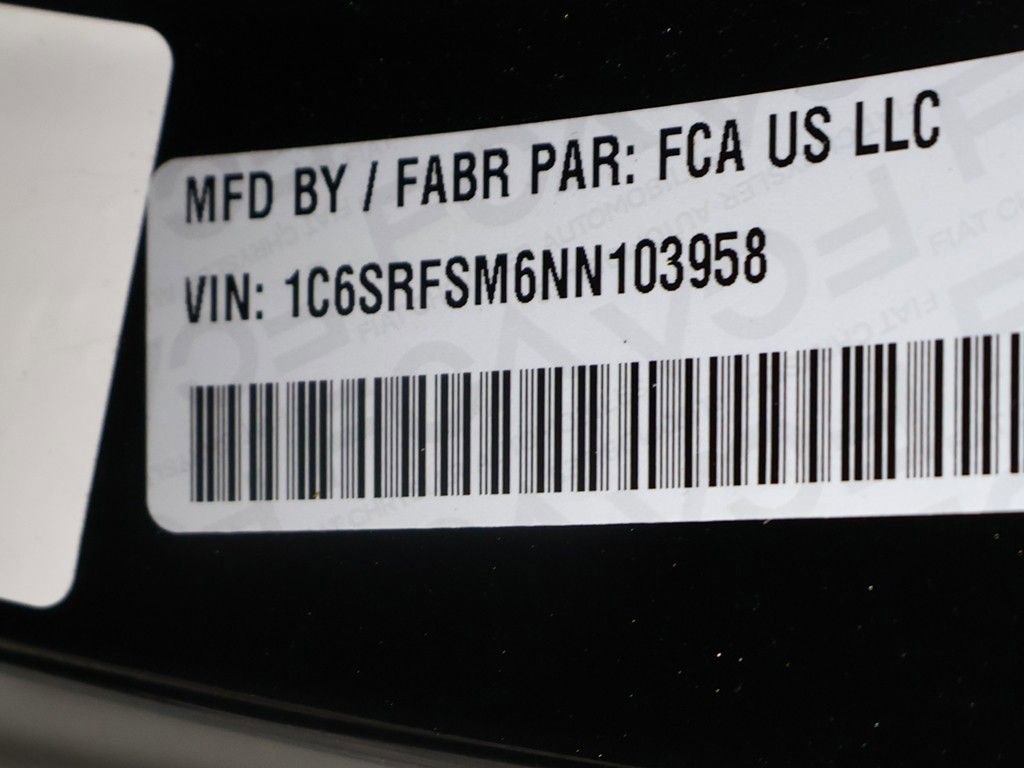 MFD BY / FABR PAR: FCA US LLC
VIN: 1C6SRFSM6NN103958